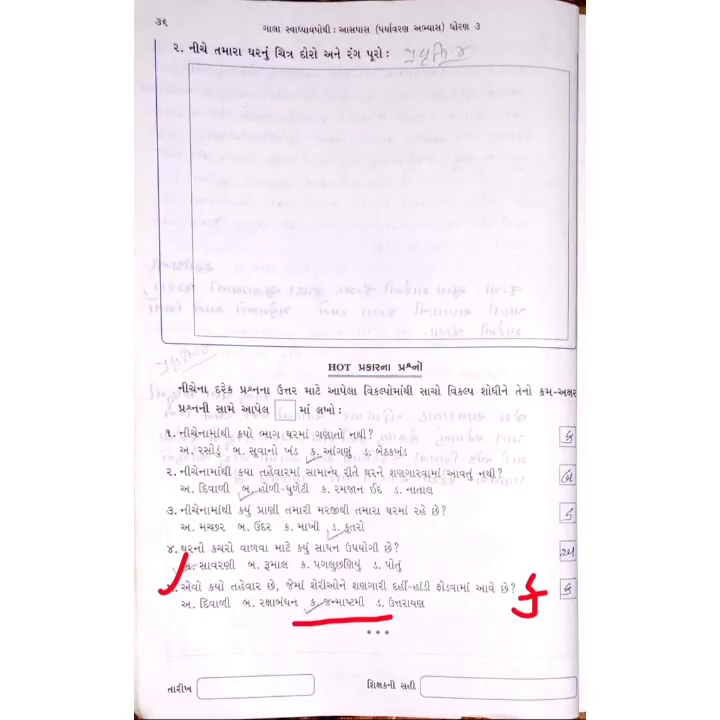 ૩૬
ગાલા સ્વાધ્યાયપોથી : આસપાસ (પર્યાવરણ અભ્યાસ) ધોરણ ૩
૨. નીચે તમારા ઘરનું ચિત્ર દોરો અને રંગ પૂરો :
HOT પ્રકારના પ્રશ્નો
નીચેના દરેક પ્રશ્નના ઉત્તર માટે આપેલા વિકલ્પોમાંથી સાચો વિકલ્પ શોધીને તેનો ક્રમ-અક્ષર
પ્રશ્નની સામે આપેલ માં લખો :
૧. નીચેનામાંથી કયો ભાગ ઘરમાં ગણાતો નથી? ક
અ. રસોડું બ. સૂવાનો ખંડ ક. આંગણું ડ. બેઠકખંડ
૨. નીચેનામાંથી કયા તહેવારમાં સામાન્ય રીતે ઘરને શણગારવામાં આવતું નથી? બ
અ. દિવાળી બ. હોળી-ધુળેટી ક. રમજાન ઈદ ડ. નાતાલ
૩. નીચેનામાંથી કયું પ્રાણી તમારી મરજીથી તમારા ઘરમાં રહે છે? ડ
અ. મચ્છર બ. ઉંદર ક. માખી ડ. કૂતરો
૪. ઘરનો કચરો વાળવા માટે કયું સાધન ઉપયોગી છે? અ
અ. સાવરણી બ. રૂમાલ ક. પગલુછણિયું ડ. પોતું
૫. એવો કયો તહેવાર છે, જેમાં શેરીઓને શણગારી દહીં-હાંડી ફોડવામાં આવે છે? ક ક
અ. દિવાળી બ. રક્ષાબંધન ક. જન્માષ્ટમી ડ. ઉત્તરાયણ
* * *
તારીખ
શિક્ષકની સહી